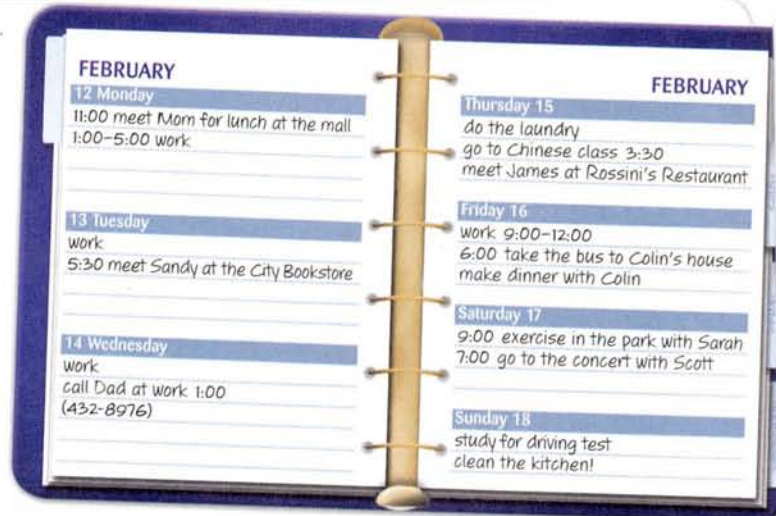 FEBRUARY
12 Monday
11:00 meet Mom for lunch at the mall
1:00-5:00 work
13 Tuesday
work
5:30 meet Sandy at the City Bookstore
14 Wednesday
work
call Dad at work 1:00
(432-8976)
FEBRUARY
Thursday 15
do the laundry
go to Chinese class 3:30
meet James at Rossini's Restaurant
Friday 16
work 9:00-12:00
6:00 take the bus to Colin's house
make dinner with Colin
Saturday 17
9:00 exercise in the park with Sarah
7:00 go to the concert with Scott
Sunday 18
study for driving test
clean the kitchen!